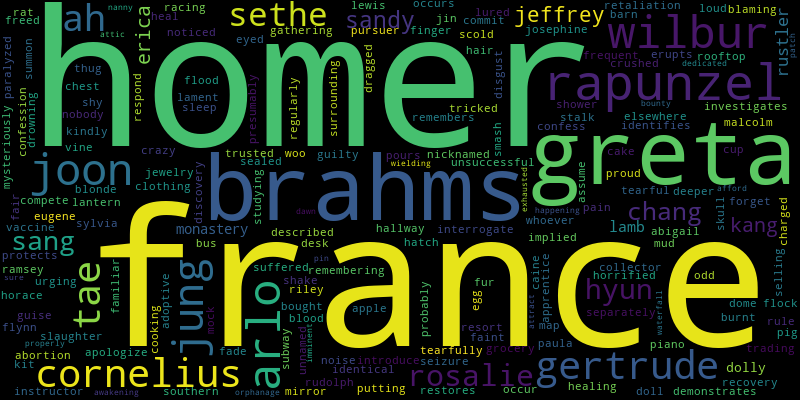 homer
france
brahms
greta
rapunzel
wilbur
gertrude
cornelius
rosalie
sethe
jeffrey
sandy
joon
ah
arlo
jung
tae
sang
hyun
chang
kang
erica
rustler
lamb
dolly
monastery
nanny
rat
freed
attic
racing
heal
noticed
lewis
occurs
jin
commit
retaliation
barn
loud
blaming
gathering
pursuer
finger
scold
josephine
eyed
hair
lured
erupts
rooftop
frequent
crushed
dedicated
patch
paralyzed
summon
thug
chest
shy
nobody
kindly
vine
confession
drowning
mysteriously
respond
flood
lament
sleep
presumably
regularly
surrounding
dragged
tricked
remembers
disgust
smash
shower
stalk
confess
bounty
elsewhere
identifies
investigates
malcolm
crazy
trusted
woo
guilty
pours
nicknamed
sealed
wielding
unsuccessful
cake
cup
proud
assume
exhausted
tearful
deeper
afford
blonde
jewelry
clothing
compete
lantern
discovery
studying
fair
eugene
sylvia
vaccine
dawn
happening
pain
whoever
skull
forget
charged
abigail
mud
implied
protects
bus
described
desk
hallway
interrogate
hatch
ramsey
urging
familiar
suffered
remembering
shake
riley
fur
probably
egg
caine
apprentice
horrified
collector
odd
selling
sure
horace
guise
adoptive
bought
blood
apple
unnamed
pin
imminent
separately
waterfall
dome
flock
burnt
rule
pig
flynn
slaughter
cooking
mock
resort
faint
attract
map
piano
trading
properly
abortion
apologize
fade
subway
noise
introduce
tearfully
grocery
paula
kit
identical
seizure
instructor
awakening
southern
orphanage
mirror
rudolph
putting
restores
occur
healing
doll
demonstrates
recovery